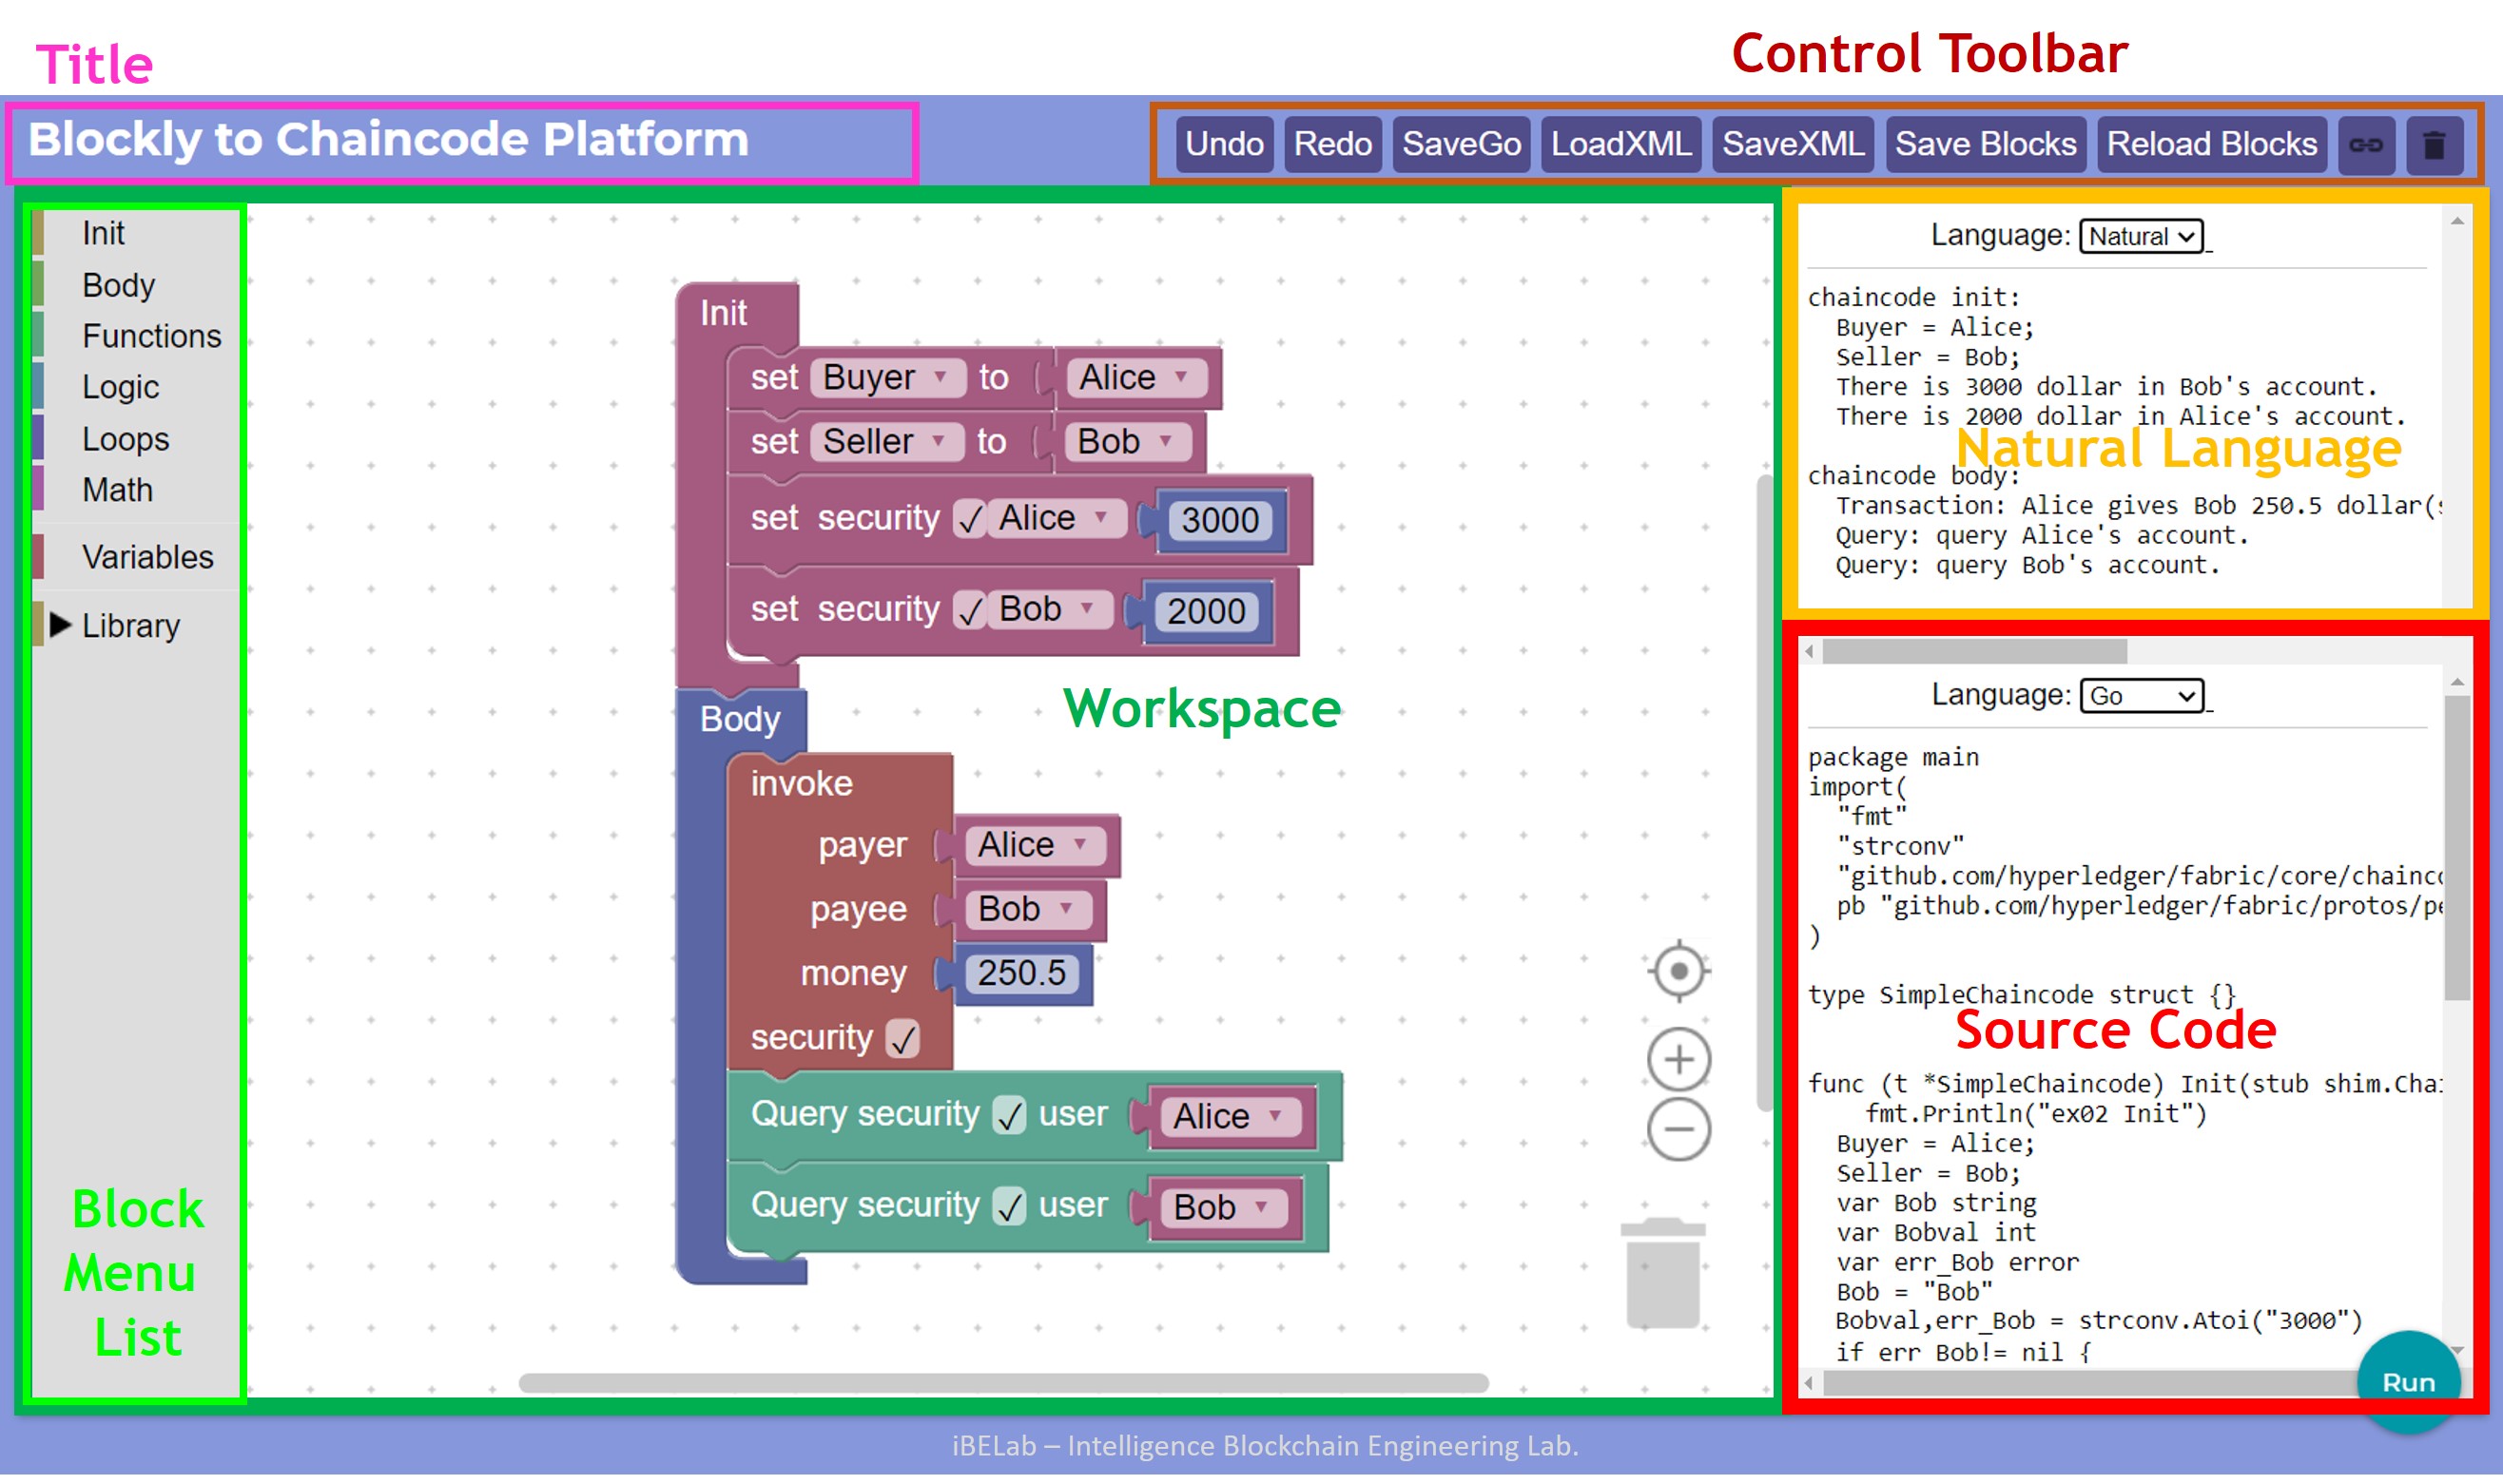 Title
Control Toolbar
Blockly to Chaincode Platform
Undo Redo SaveGo LoadXML SaveXML Save Blocks Reload Blocks
Init
Body
Functions
Logic
Loops
Math
Variables
Library
Block
Menu
List
Init
set Buyer to Alice
set Seller to Bob
set security Alice 3000
set security Bob 2000
Workspace
Body
invoke
payer Alice
payee Bob
money 250.5
security
Query security user Alice
Query security user Bob
Language: Natural
chaincode init:
Buyer = Alice;
Seller = Bob;
There is 3000 dollar in Bob's account.
There is 2000 dollar in Alice's account.
Natural Language
chaincode body:
Transaction: Alice gives Bob 250.5 dollar(
Query: query Alice's account.
Query: query Bob's account.
Language: Go
package main
import(
"fmt"
"strconv"
"github.com/hyperledger/fabric/core/chainc
pb "github.com/hyperledger/fabric/protos/pe
)
type SimpleChaincode struct {}
Source Code
func (t *SimpleChaincode) Init(stub shim.Cha
fmt.Println("ex02 Init")
Buyer = Alice;
Seller = Bob;
var Bob string
var Bobval int
var err_Bob error
Bob = "Bob"
Bobval,err_Bob = strconv.Atoi("3000")
if err Bob!= nil {
Run
iBELab – Intelligence Blockchain Engineering Lab.